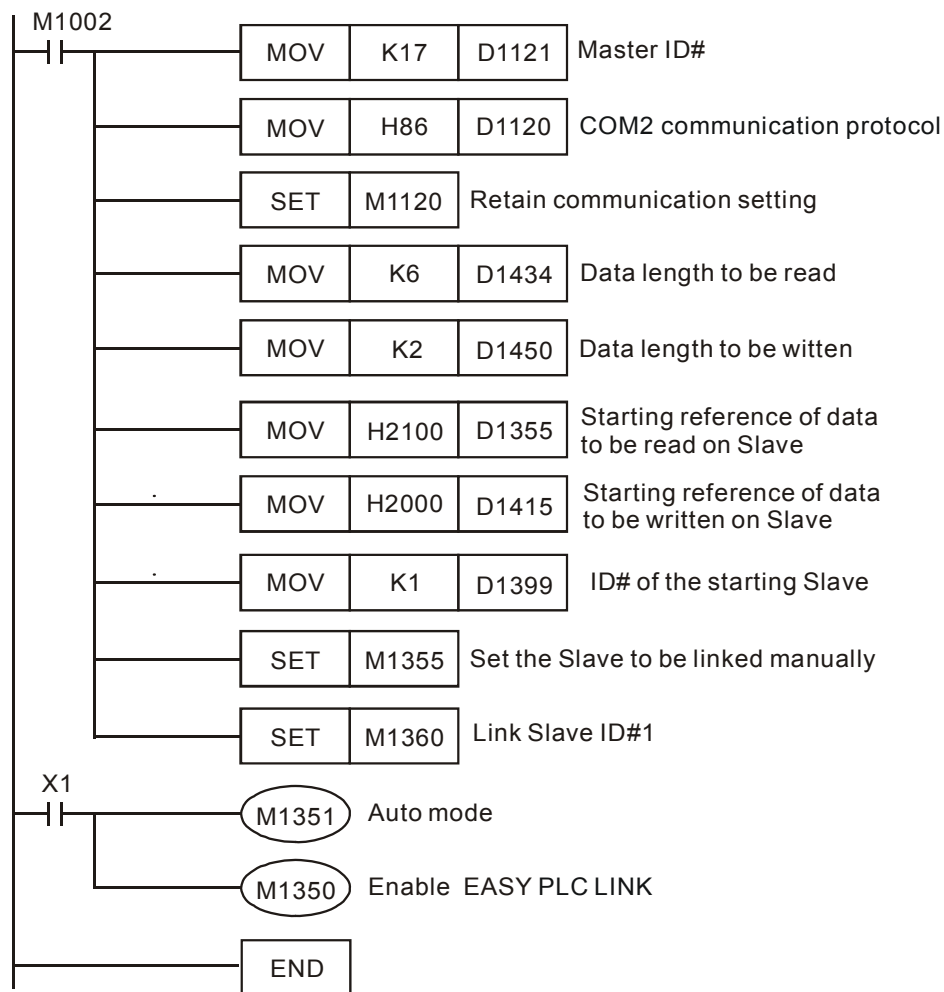 M1002
MOV K17 D1121 Master ID#
MOV H86 D1120 COM2 communication protocol
SET M1120 Retain communication setting
MOV K6 D1434 Data length to be read
MOV K2 D1450 Data length to be witten
MOV H2100 D1355 Starting reference of data
to be read on Slave
MOV H2000 D1415 Starting reference of data
to be written on Slave
MOV K1 D1399 ID# of the starting Slave
SET M1355 Set the Slave to be linked manually
SET M1360 Link Slave ID#1
X1
M1351 Auto mode
M1350 Enable EASY PLC LINK
END